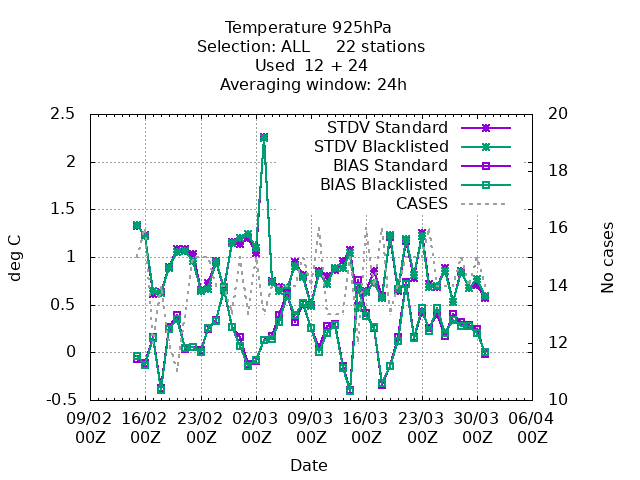 Temperature 925hPa
Selection: ALL 22 stations
Used 12 + 24
Averaging window: 24h
STDV Standard
STDV Blacklisted
BIAS Standard
BIAS Blacklisted
CASES
2.5
2
1.5
1
0.5
0
-0.5
deg C
20
18
16
14
12
10
No cases
09/02 16/02 23/02 02/03 09/03 16/03 23/03 30/03 06/04
00Z 00Z 00Z 00Z 00Z 00Z 00Z 00Z 00Z
Date